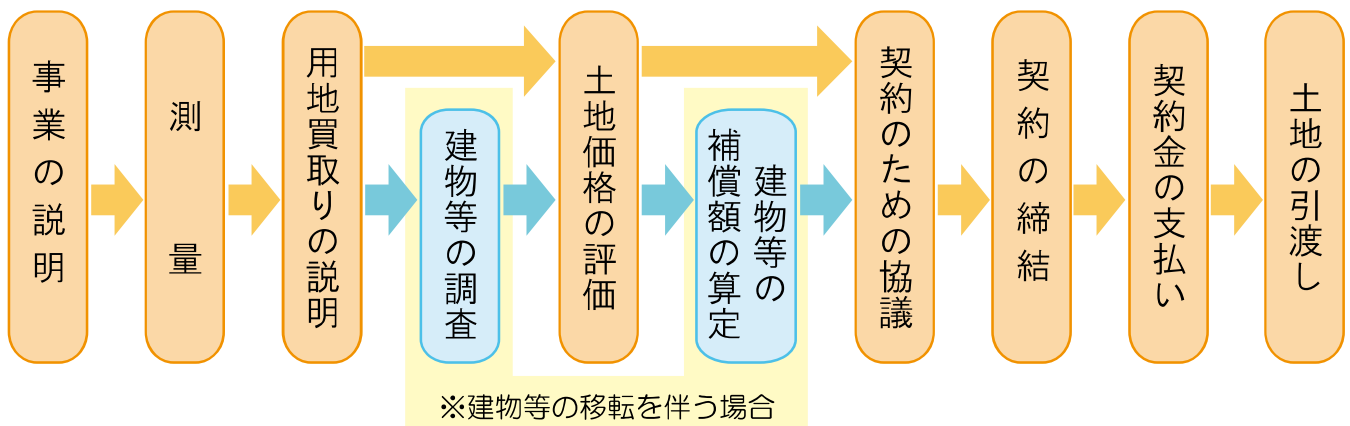 事業の説明
測量
用地買取りの説明
建物等の調査
土地価格の評価
建物等の
補償額の算定
契約のための協議
契約の締結
契約金の支払い
土地の引渡し
※建物等の移転を伴う場合